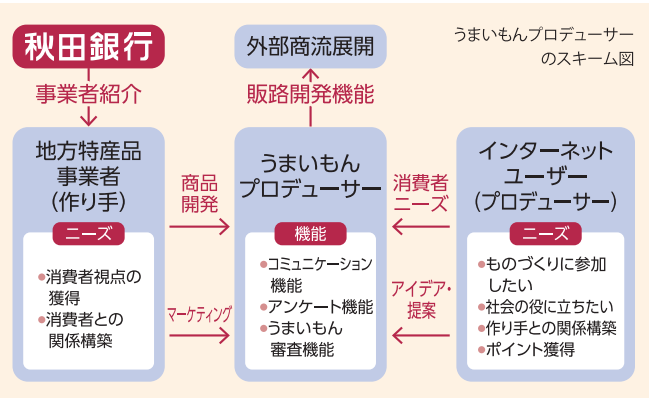 うまいもんプロデューサー
のスキーム図
秋田銀行
事業者紹介
地方特産品
事業者
（作り手）
ニーズ
●消費者視点の
獲得
●消費者との
関係構築
商品
開発
マーケティング
外部商流展開
販路開発機能
うまいもん
プロデューサー
機能
●コミュニケーション
機能
●アンケート機能
●うまいもん
審査機能
消費者
ニーズ
アイデア・
提案
インターネット
ユーザー
（プロデューサー）
ニーズ
●ものづくりに参加
したい
●社会の役に立ちたい
●作り手との関係構築
●ポイント獲得